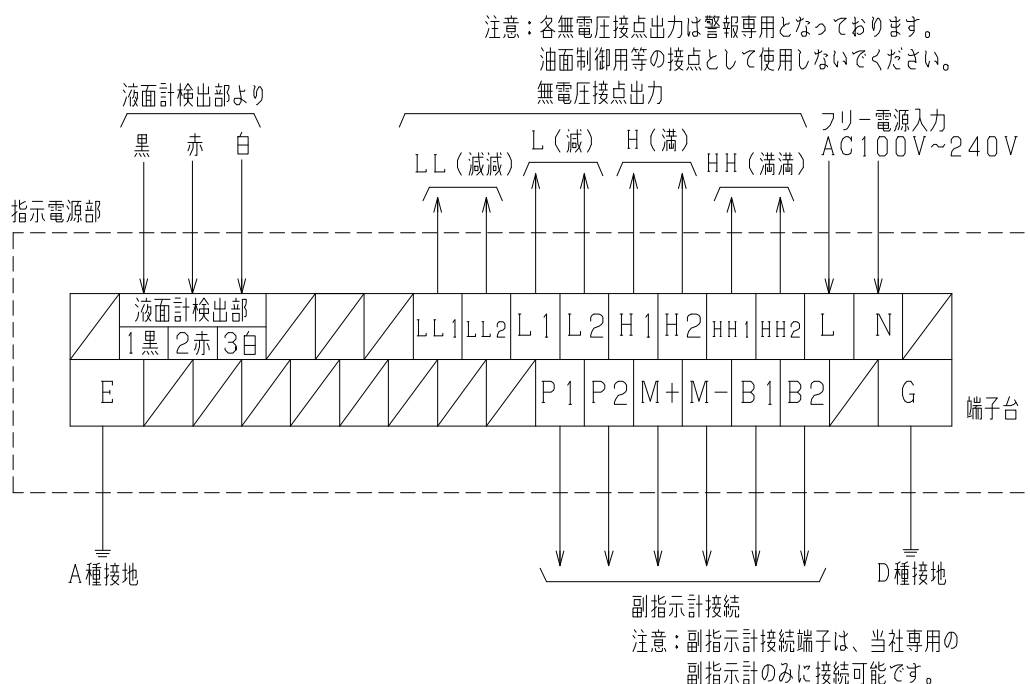 注意：各無電圧接点出力は警報専用となっております。
油面制御用等の接点として使用しないでください。
無電圧接点出力
液面計検出部より
黒 赤 白
フリー電源入力
AC100V～240V
L（減） H（満）
LL（減減） HH（満満）
指示電源部
液面計検出部
1黒 2赤 3白
LL1 LL2 L1 L2 H1 H2 HH1 HH2 L N
E P1 P2 M+ M- B1 B2 G
端子台
A種接地
D種接地
副指示計接続
注意：副指示計接続端子は、当社専用の
副指示計のみに接続可能です。